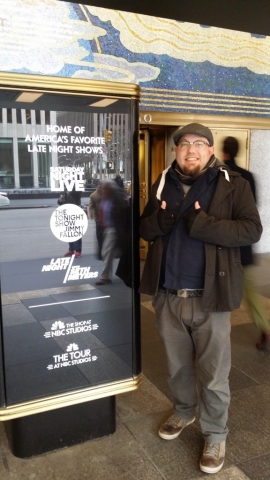 HOME OF
AMERICA'S FAVORITE
LATE NIGHT SHOWS
SATURDAY
NIGHT
LIVE
THE
TONIGHT
SHOW
JIMMY
FALLON
LATE
NIGHT
SETH
MEYERS
THE SHOP AT
NBC STUDIOS
THE TOUR
AT NBC STUDIOS